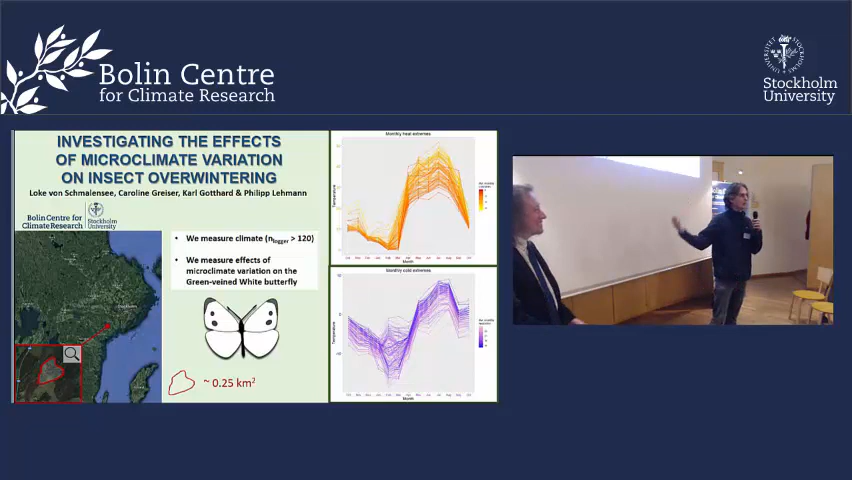 Bolin Centre
for Climate Research
Stockholm
University
INVESTIGATING THE EFFECTS
OF MICROCLIMATE VARIATION
ON INSECT OVERWINTERING
Loke von Schmalensee, Caroline Greiser, Karl Gotthard & Philipp Lehmann
Bolin Centre for
Climate Research
Stockholm
University
• We measure climate (nlogger > 120)
• We measure effects of
microclimate variation on the
Green-veined White butterfly
~ 0.25 km²
Monthly heat extremes
Temperature
Month
Monthly cold extremes
Temperature
Month